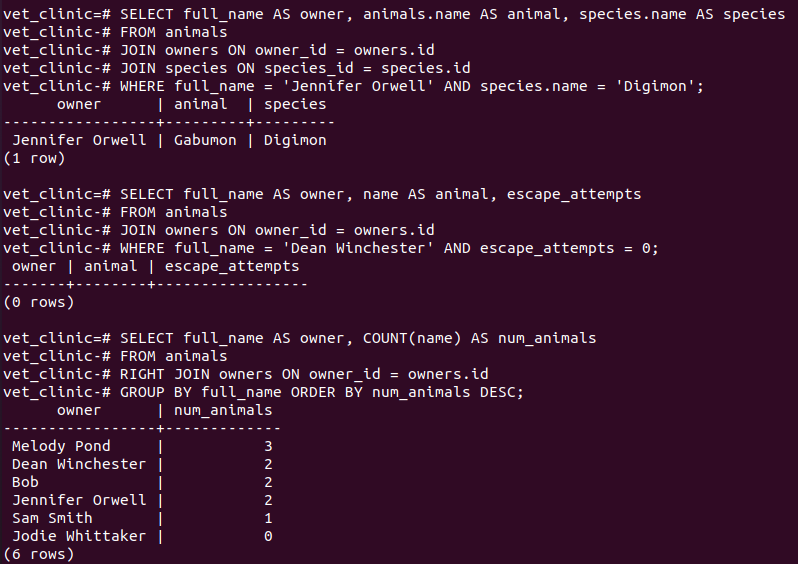 vet_clinic=# SELECT full_name AS owner, animals.name AS animal, species.name AS species
vet_clinic-# FROM animals
vet_clinic-# JOIN owners ON owner_id = owners.id
vet_clinic-# JOIN species ON species_id = species.id
vet_clinic-# WHERE full_name = 'Jennifer Orwell' AND species.name = 'Digimon';
      owner      | animal  | species
-----------------+---------+---------
 Jennifer Orwell | Gabumon | Digimon
(1 row)

vet_clinic=# SELECT full_name AS owner, name AS animal, escape_attempts
vet_clinic-# FROM animals
vet_clinic-# JOIN owners ON owner_id = owners.id
vet_clinic-# WHERE full_name = 'Dean Winchester' AND escape_attempts = 0;
 owner | animal | escape_attempts
-------+--------+-----------------
(0 rows)

vet_clinic=# SELECT full_name AS owner, COUNT(name) AS num_animals
vet_clinic-# FROM animals
vet_clinic-# RIGHT JOIN owners ON owner_id = owners.id
vet_clinic-# GROUP BY full_name ORDER BY num_animals DESC;
      owner      | num_animals
-----------------+-------------
 Melody Pond     |           3
 Dean Winchester |           2
 Bob             |           2
 Jennifer Orwell |           2
 Sam Smith       |           1
 Jodie Whittaker |           0
(6 rows)